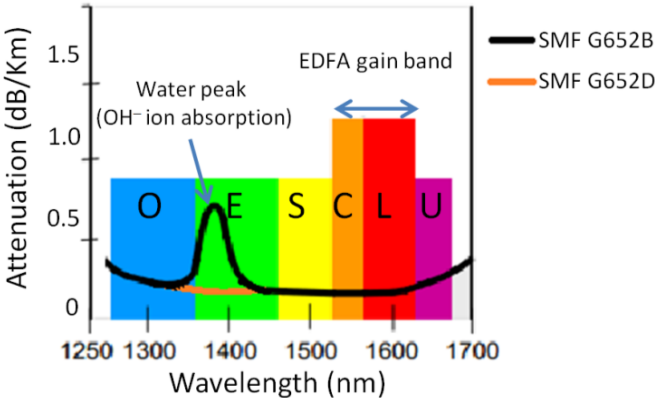 Attenuation (dB/Km)
1.5
1.0
0.5
0
Water peak
(OH⁻ ion absorption)
EDFA gain band
O E S C L U
1250 1300 1400 1500 1600 1700
Wavelength (nm)
SMF G652B
SMF G652D